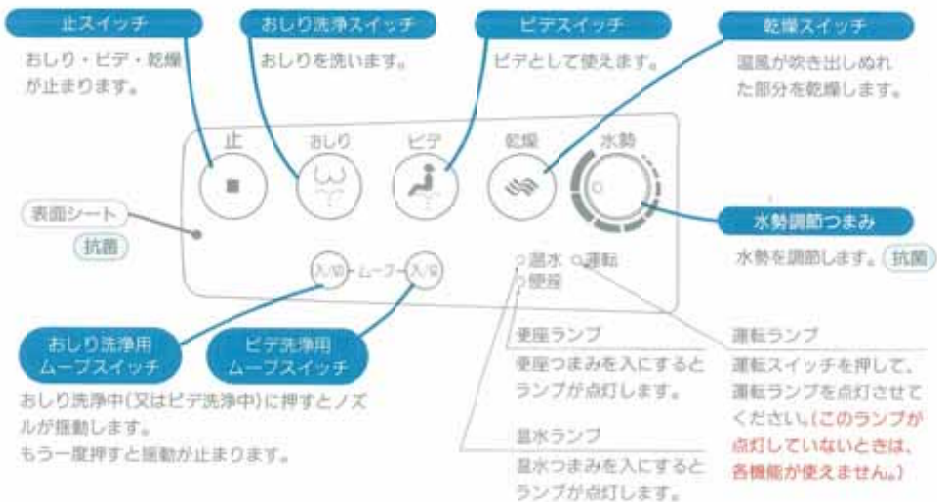 止スイッチ
おしり・ビデ・乾燥
が止まります。
おしり洗浄スイッチ
おしりを洗います。
ビデスイッチ
ビデとして使えます。
乾燥スイッチ
温風が吹き出しぬれ
た部分を乾燥します。
止
おしり
ビデ
乾燥
水勢
表面シート
抗菌
水勢調節つまみ
水勢を調節します。 抗菌
入/切 ムーブ 入/切
温水 運転
便座
おしり洗浄用
ムーブスイッチ
ビデ洗浄用
ムーブスイッチ
おしり洗浄中(又はビデ洗浄中)に押すとノズ
ルが揺動します。
もう一度押すと揺動が止まります。
便座ランプ
便座つまみを入にすると
ランプが点灯します。
温水ランプ
温水つまみを入にすると
ランプが点灯します。
運転ランプ
運転スイッチを押して、
運転ランプを点灯させて
ください。(このランプが
点灯していないときは、
各機能が使えません。)